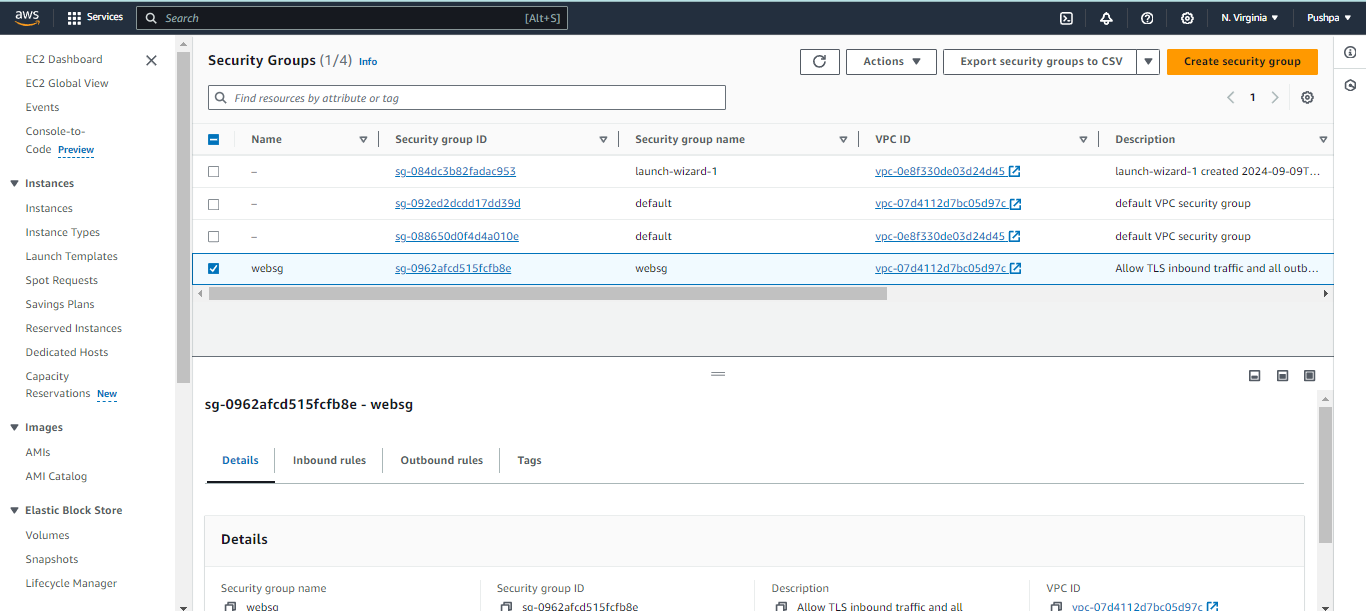 aws Services Search [Alt+S] N. Virginia Pushpa
EC2 Dashboard
EC2 Global View
Events
Console-to-
Code Preview
Instances
Instances
Instance Types
Launch Templates
Spot Requests
Savings Plans
Reserved Instances
Dedicated Hosts
Capacity
Reservations New
Images
AMIs
AMI Catalog
Elastic Block Store
Volumes
Snapshots
Lifecycle Manager
Security Groups (1/4) Info
Actions Export security groups to CSV Create security group
Find resources by attribute or tag
1
Name Security group ID Security group name VPC ID Description
– sg-084dc3b82fadac953 launch-wizard-1 vpc-0e8f330de03d24d45 launch-wizard-1 created 2024-09-09T...
– sg-092ed2dcdd17dd39d default vpc-07d4112d7bc05d97c default VPC security group
– sg-088650d0f4d4a010e default vpc-0e8f330de03d24d45 default VPC security group
websg sg-0962afcd515fcfb8e websg vpc-07d4112d7bc05d97c Allow TLS inbound traffic and all outb...
sg-0962afcd515fcfb8e - websg
Details Inbound rules Outbound rules Tags
Details
Security group name Security group ID Description VPC ID
websg sg-0962afcd515fcfb8e Allow TLS inbound traffic and all vpc-07d4112d7bc05d97c